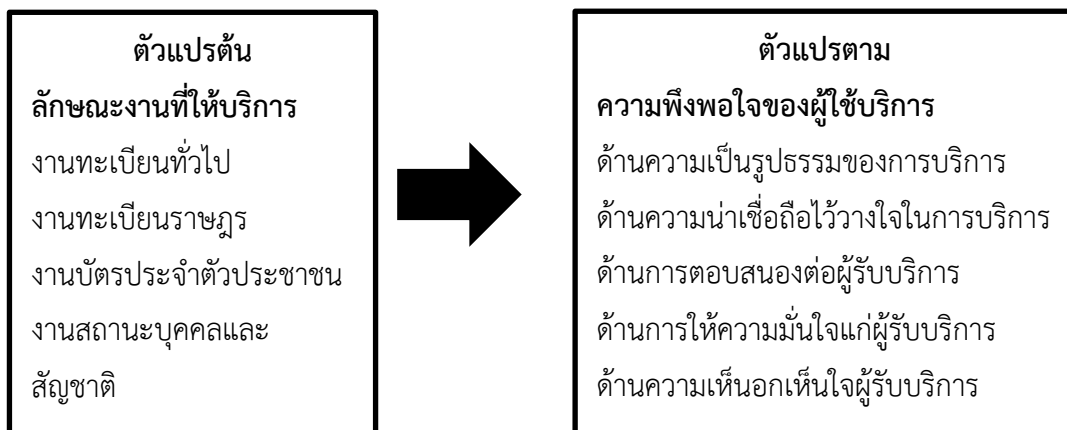 ตัวแปรต้น
ลักษณะงานที่ให้บริการ
งานทะเบียนทั่วไป
งานทะเบียนราษฎร
งานบัตรประจำตัวประชาชน
งานสถานะบุคคลและ
สัญชาติ
ตัวแปรตาม
ความพึงพอใจของผู้ใช้บริการ
ด้านความเป็นรูปธรรมของการบริการ
ด้านความน่าเชื่อถือไว้วางใจในการบริการ
ด้านการตอบสนองต่อผู้รับบริการ
ด้านการให้ความมั่นใจแก่ผู้รับบริการ
ด้านความเห็นอกเห็นใจผู้รับบริการ